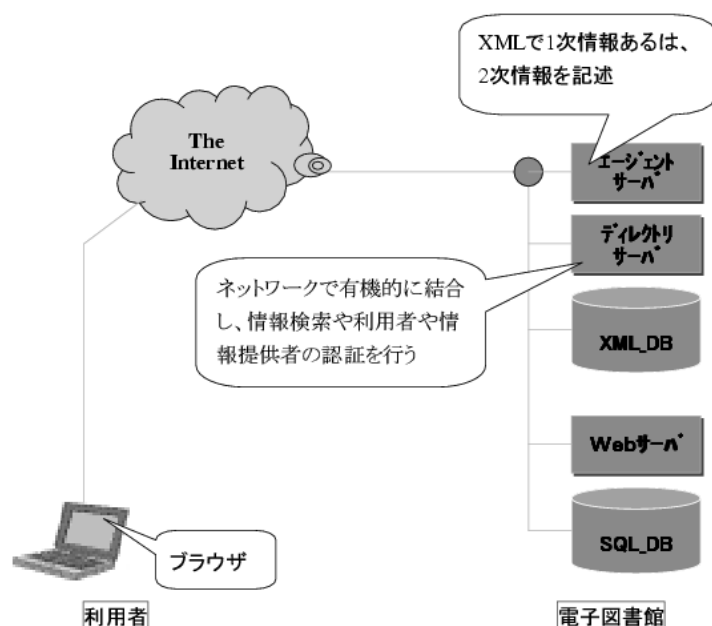 XMLで1次情報あるは、
2次情報を記述
The
Internet
エージェント
サーバ
ディレクトリ
サーバ
ネットワークで有機的に結合
し、情報検索や利用者や情
報提供者の認証を行う
XML_DB
Webサーバ
SQL_DB
ブラウザ
利用者
電子図書館